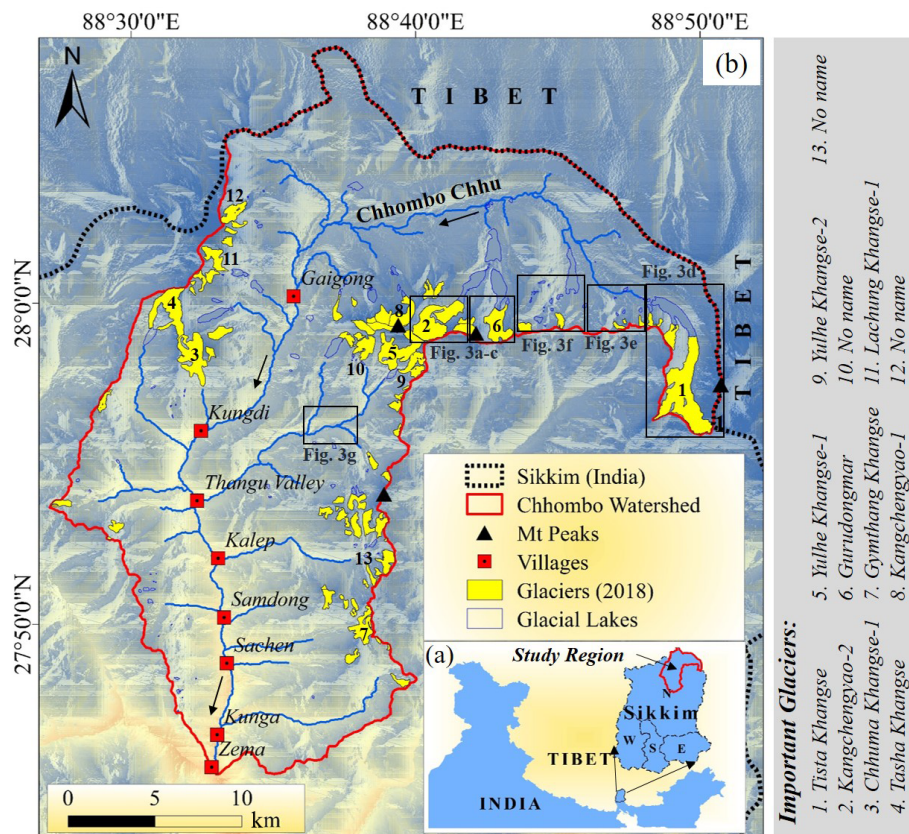 88°30'0"E 88°40'0"E 88°50'0"E
N
(b)
T I B E T
12
Chhombo Chhu
11
Gaigong
Fig. 3d
T I B E T
28°0'0"N
4
8
2
6
3
5
10
9
Fig. 3a-c
Fig. 3f
Fig. 3e
1
Kungdi
Fig. 3g
Thangu Valley
Sikkim (India)
Chhombo Watershed
Mt Peaks
Villages
Glaciers (2018)
Glacial Lakes
Kalep
13
Samdong
27°50'0"N
7
Sachen
Kunga
Zema
0 5 10
km
(a)
Study Region
N
Sikkim
W
S
E
TIBET
INDIA
Important Glaciers:
1. Tista Khangse
2. Kangchengyao-2
3. Chhuma Khangse-1
4. Tasha Khangse
5. Yulhe Khangse-1
6. Gurudongmar
7. Gymthang Khangse
8. Kangchengyao-1
9. Yulhe Khangse-2
10. No name
11. Lachung Khangse-1
12. No name
13. No name